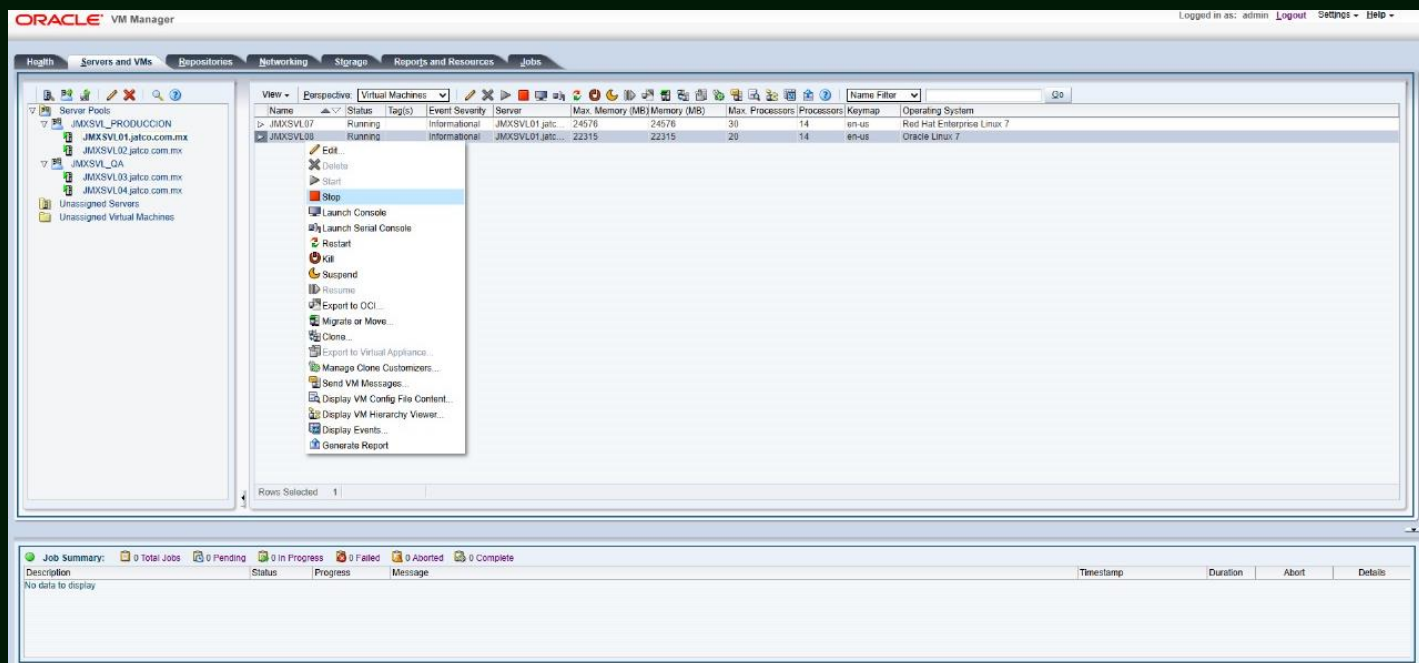 ORACLE VM Manager
Logged in as: admin Logout Settings Help
Health Servers and VMs Repositories Networking Storage Reports and Resources Jobs
View Perspective: Virtual Machines Name Filter Go
Name Status Tag(s) Event Severity Server Max. Memory (MB) Memory (MB) Max. Processors Processors Keymap Operating System
JMXSVL07 Running Informational JMXSVL01.jatc... 24576 24576 30 14 en-us Red Hat Enterprise Linux 7
JMXSVL08 Running Informational JMXSVL01.jatc... 22315 22315 20 14 en-us Oracle Linux 7
Server Pools
JMXSVL_PRODUCCION
JMXSVL01.jatco.com.mx
JMXSVL02.jatco.com.mx
JMXSVL_QA
JMXSVL03.jatco.com.mx
JMXSVL04.jatco.com.mx
Unassigned Servers
Unassigned Virtual Machines
Edit...
Delete
Start
Stop
Launch Console
Launch Serial Console
Restart
Kill
Suspend
Resume
Export to OCI...
Migrate or Move...
Clone...
Export to Virtual Appliance...
Manage Clone Customizers...
Send VM Messages...
Display VM Config File Content...
Display VM Hierarchy Viewer...
Display Events...
Generate Report
Rows Selected 1
Job Summary: 0 Total Jobs 0 Pending 0 In Progress 0 Failed 0 Aborted 0 Complete
Description Status Progress Message Timestamp Duration Abort Details
No data to display